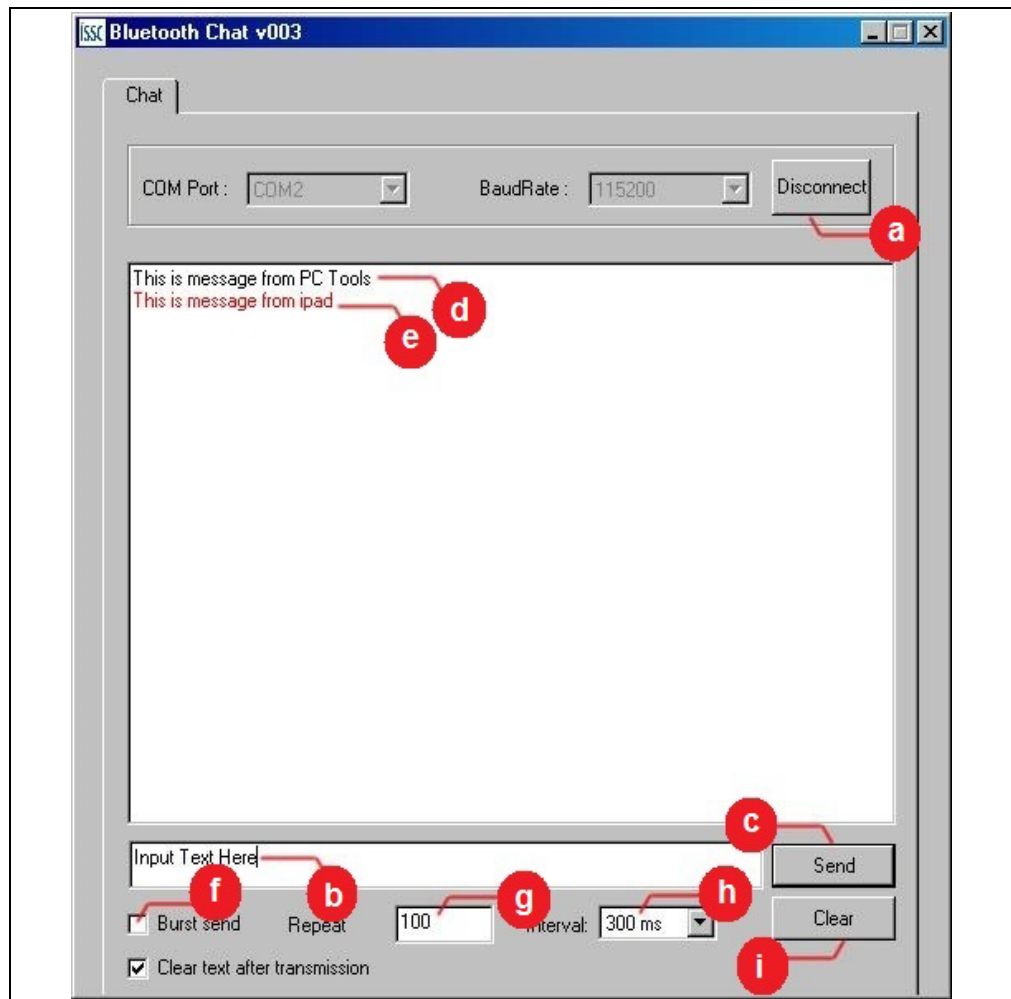 ISSC Bluetooth Chat v003
Chat
COM Port : COM2 BaudRate : 115200 Disconnect
a
This is message from PC Tools
d
This is message from ipad
e
c
Input Text Here
b
Send
f
g
h
Burst send Repeat 100 Interval: 300 ms Clear
i
Clear text after transmission